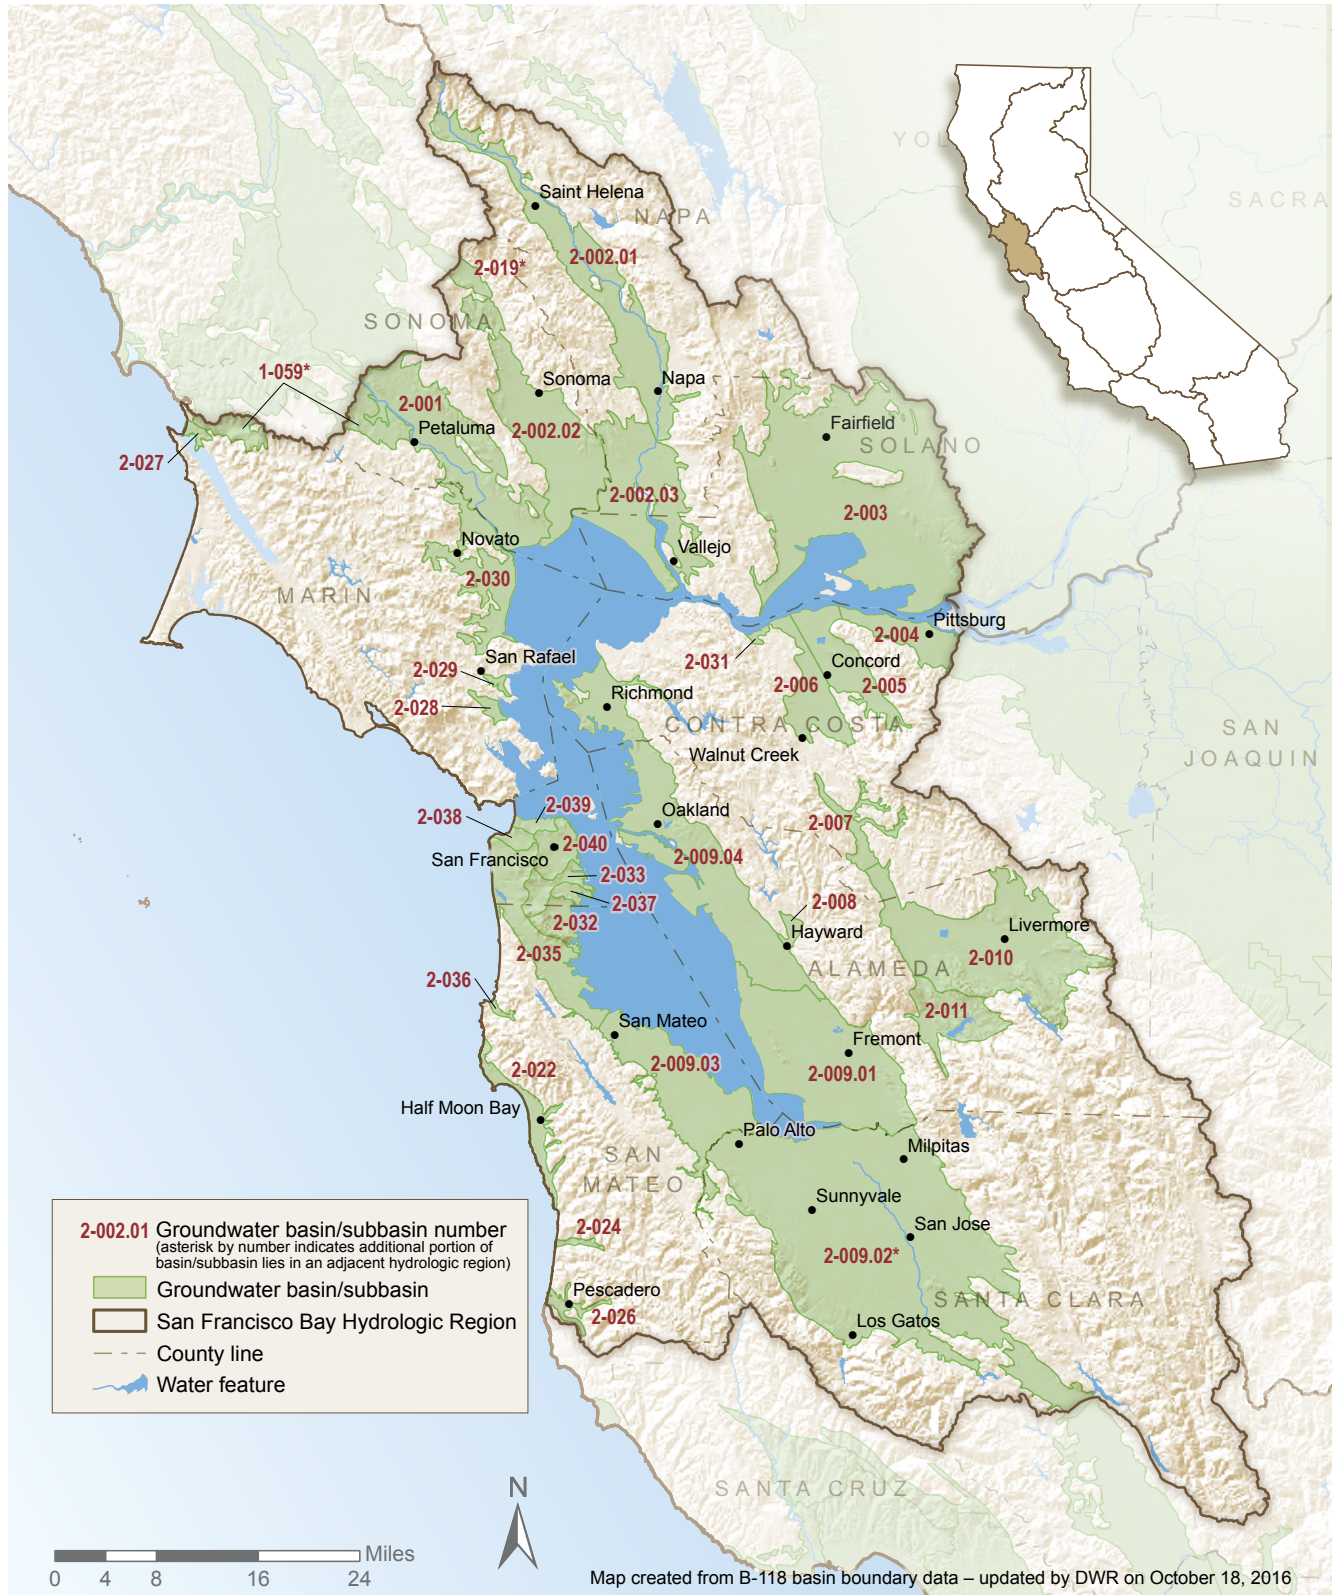 YOL
SACRA
Saint Helena
NAPA
2-002.01
2-019*
SONOMA
1-059*
Sonoma
Napa
2-001
Petaluma
2-002.02
Fairfield
SOLANO
2-027
2-002.03
2-003
Novato
Vallejo
2-030
MARIN
Pittsburg
2-004
2-031
San Rafael
Concord
2-029
2-006
2-005
2-028
Richmond
CONTRA COSTA
SAN
JOAQUIN
Walnut Creek
2-039
Oakland
2-038
2-007
2-040
San Francisco
2-009.04
2-033
2-037
2-008
2-032
Livermore
Hayward
2-035
2-010
ALAMEDA
2-036
2-011
San Mateo
Fremont
2-009.03
2-022
2-009.01
Half Moon Bay
Palo Alto
Milpitas
SAN
MATEO
Sunnyvale
San Jose
2-024
2-009.02*
Pescadero
SANTA CLARA
2-026
Los Gatos
SANTA CRUZ
2-002.01 Groundwater basin/subbasin number
(asterisk by number indicates additional portion of
basin/subbasin lies in an adjacent hydrologic region)
Groundwater basin/subbasin
San Francisco Bay Hydrologic Region
County line
Water feature
N
Miles
0 4 8 16 24
Map created from B-118 basin boundary data – updated by DWR on October 18, 2016